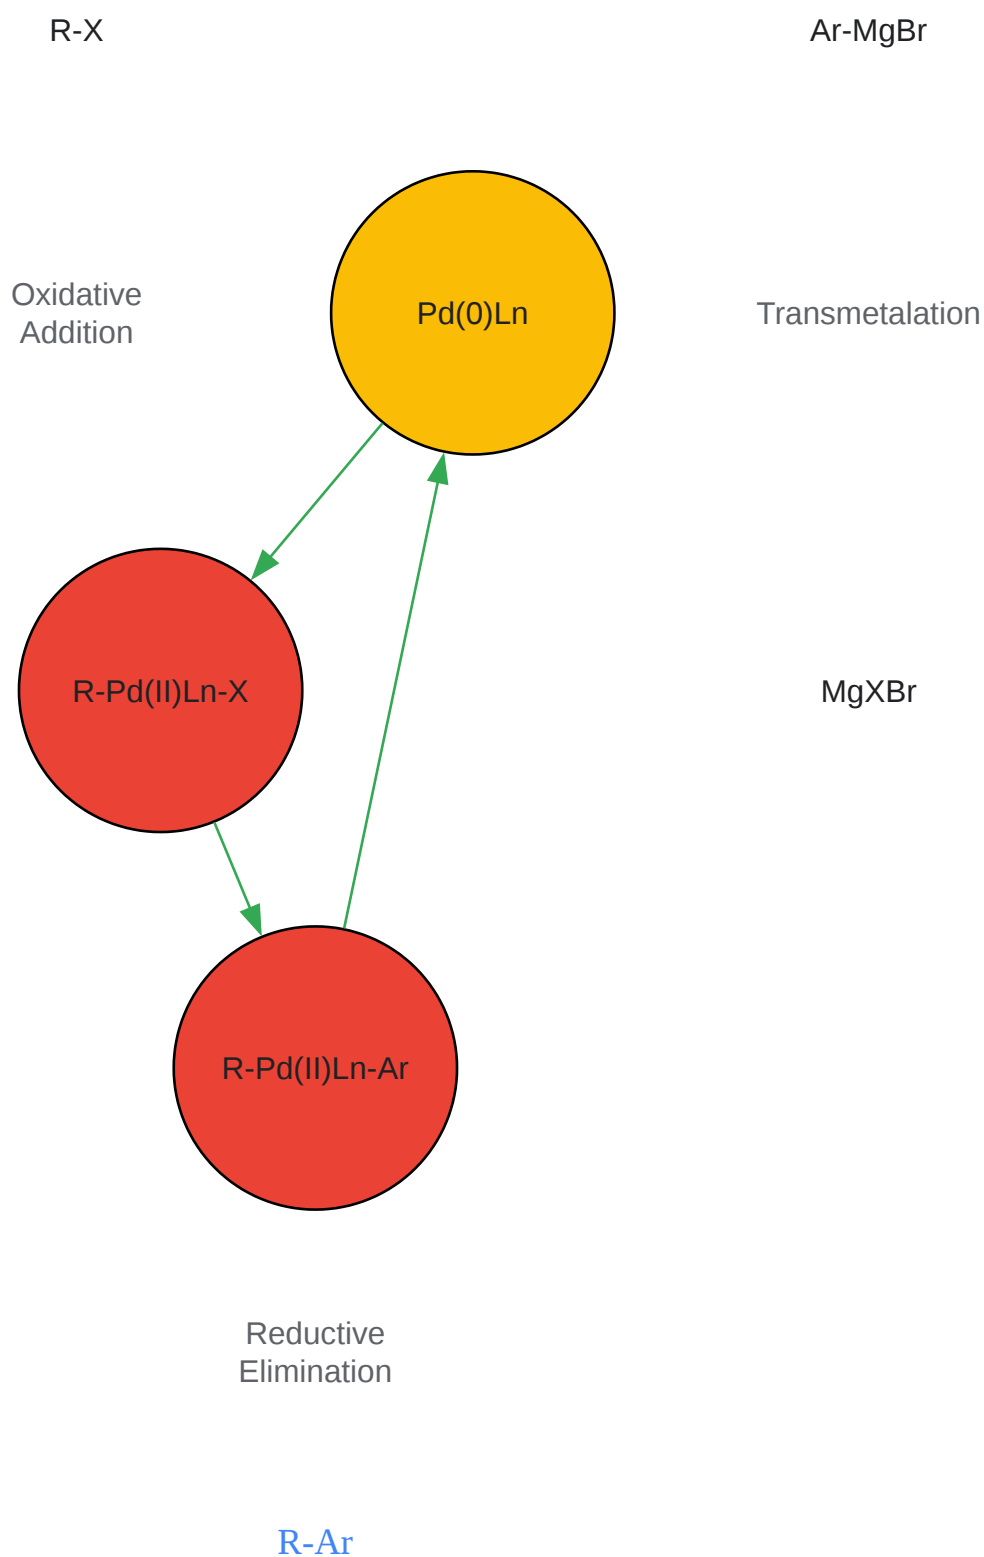 R-X
Ar-MgBr
Oxidative
Addition
Pd(0)Ln
Transmetalation
R-Pd(II)Ln-X
MgXBr
R-Pd(II)Ln-Ar
Reductive
Elimination
R-Ar